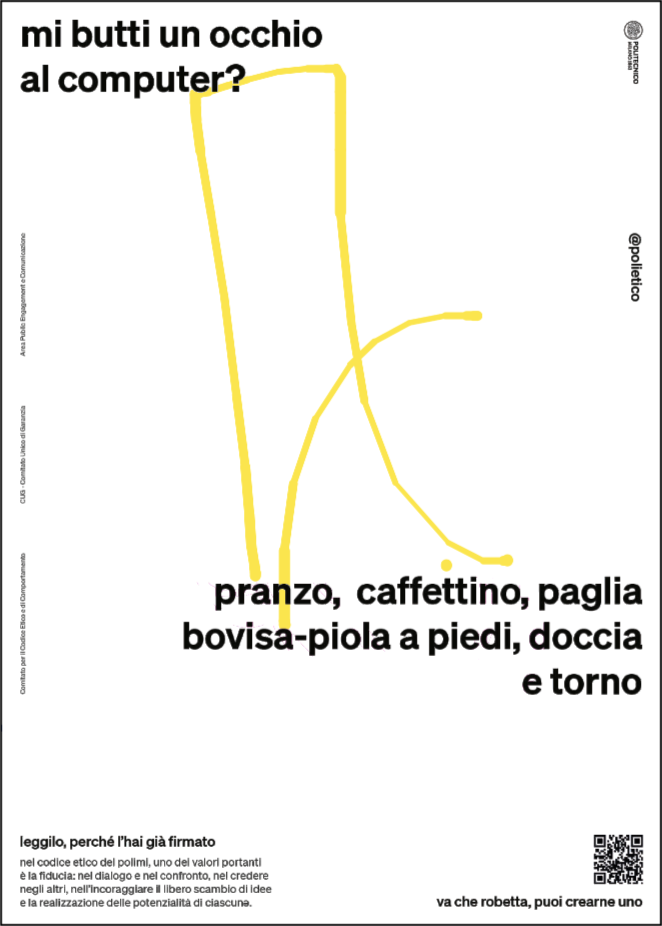 mi butti un occhio
al computer?
POLITECNICO
MILANO 1863
@polietico
Area Public Engagement e Comunicazione
CUG - Comitato Unico di Garanzia
Comitato per il Codice Etico e di Comportamento
pranzo, caffettino, paglia
bovisa-piola a piedi, doccia
e torno
leggilo, perché l'hai già firmato
nel codice etico del polimi, uno dei valori portanti
è la fiducia: nel dialogo e nel confronto, nel credere
negli altri, nell'incoraggiare il libero scambio di idee
e la realizzazione delle potenzialità di ciascunə.
va che robetta, puoi crearne uno